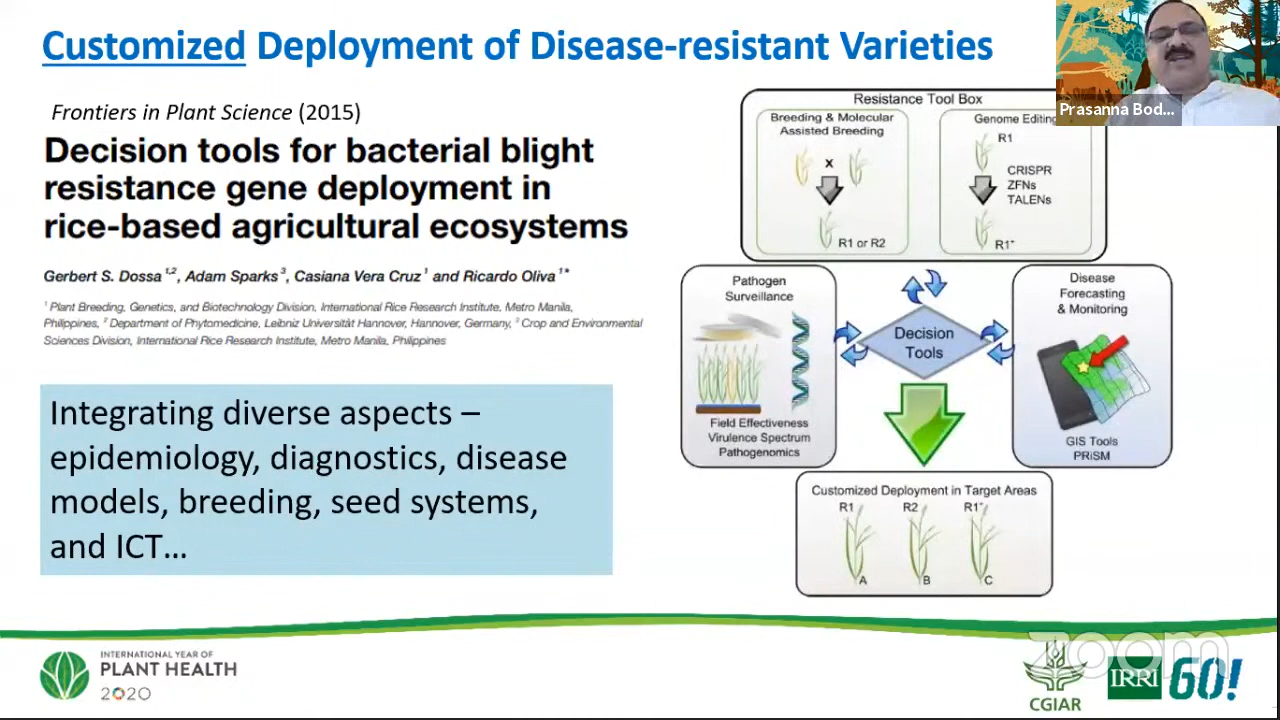 Customized Deployment of Disease-resistant Varieties
Prasanna Bod...
Frontiers in Plant Science (2015)
Decision tools for bacterial blight
resistance gene deployment in
rice-based agricultural ecosystems
Gerbert S. Dossa 1,2, Adam Sparks 3, Casiana Vera Cruz 1 and Ricardo Oliva 1*
1 Plant Breeding, Genetics, and Biotechnology Division, International Rice Research Institute, Metro Manila,
Philippines, 2 Department of Phytomedicine, Leibniz Universität Hannover, Hannover, Germany, 3 Crop and Environmental
Sciences Division, International Rice Research Institute, Metro Manila, Philippines
Integrating diverse aspects –
epidemiology, diagnostics, disease
models, breeding, seed systems,
and ICT…
Resistance Tool Box
Breeding & Molecular
Assisted Breeding
x
R1 or R2
Genome Editing
R1
CRISPR
ZFNs
TALENs
R1*
Pathogen
Surveillance
Field Effectiveness
Virulence Spectrum
Pathogenomics
Decision
Tools
Disease
Forecasting
& Monitoring
GIS Tools
PRiSM
Customized Deployment in Target Areas
R1 R2 R1*
A B C
INTERNATIONAL YEAR OF
PLANT HEALTH
2020
CGIAR
IRRI 60!
zoom